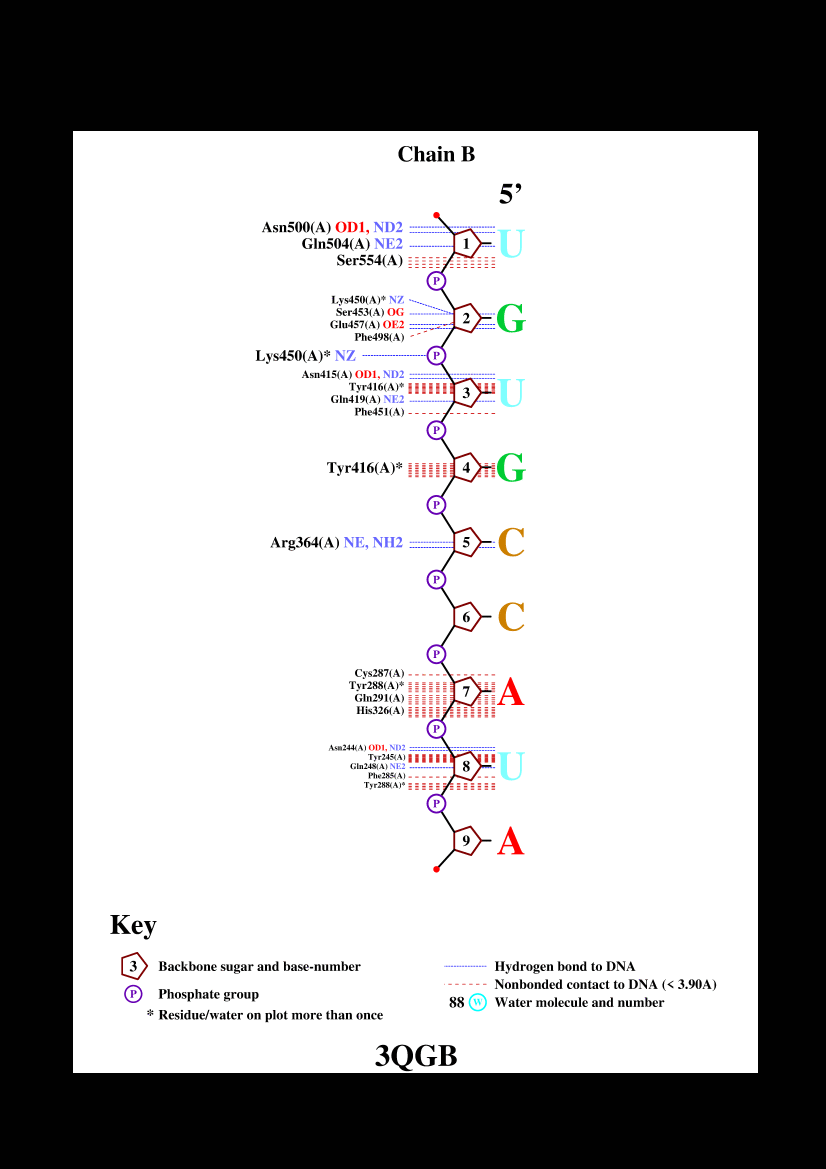 Chain B
5’
Asn500(A) OD1, ND2
Gln504(A) NE2
1 U
Ser554(A)
P
Lys450(A)* NZ
Ser453(A) OG
2 G
Glu457(A) OE2
Phe498(A)
Lys450(A)* NZ P
Asn415(A) OD1, ND2
Tyr416(A)*
3 U
Gln419(A) NE2
Phe451(A)
P
Tyr416(A)* 4 G
P
Arg364(A) NE, NH2 5 C
P
6 C
P
Cys287(A)
Tyr288(A)*
7 A
Gln291(A)
His326(A)
P
Asn244(A) OD1, ND2
Tyr245(A)
Gln248(A) NE2 8 U
Phe285(A)
Tyr288(A)*
P
9 A
Key
3 Backbone sugar and base-number
P Phosphate group
* Residue/water on plot more than once
Hydrogen bond to DNA
Nonbonded contact to DNA (< 3.90A)
88 W Water molecule and number
3QGB